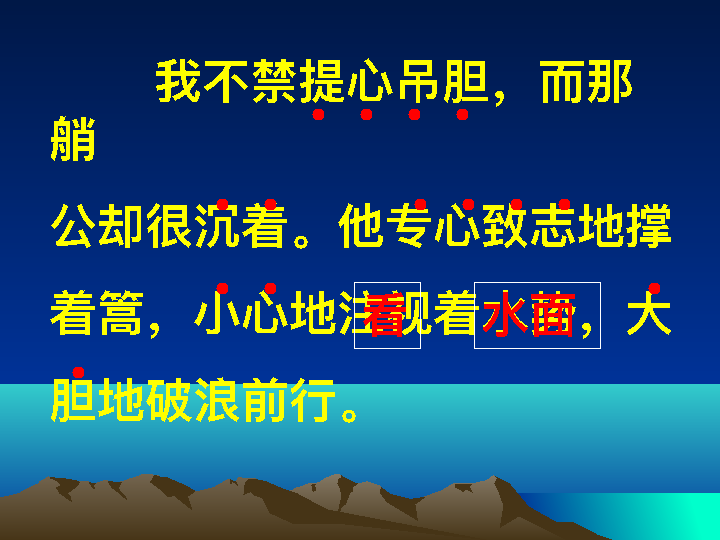 我不禁提心吊胆，而那
艄
公却很沉着。他专心致志地撑
着篙，小心地注视着水势，大
看
水面
胆地破浪前行。